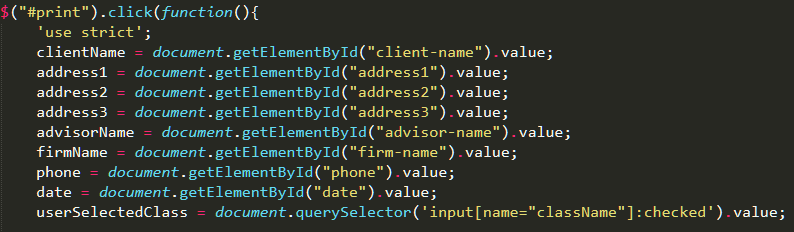 $("#print").click(function(){
'use strict';
clientName = document.getElementById("client-name").value;
address1 = document.getElementById("address1").value;
address2 = document.getElementById("address2").value;
address3 = document.getElementById("address3").value;
advisorName = document.getElementById("advisor-name").value;
firmName = document.getElementById("firm-name").value;
phone = document.getElementById("phone").value;
date = document.getElementById("date").value;
userSelectedClass = document.querySelector('input[name="className"]:checked').value;